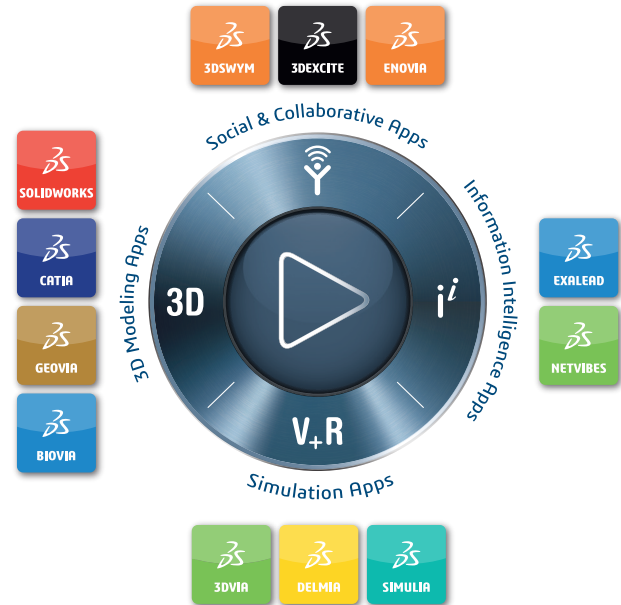 3DSWYM
3DEXCITE
ENOVIA
Social & Collaborative Apps
SOLIDWORKS
CATIA
GEOVIA
BIOVIA
3D Modeling Apps
3D
i i
Information Intelligence Apps
EXALEAD
NETVIBES
V+R
Simulation Apps
3DVIA
DELMIA
SIMULIA